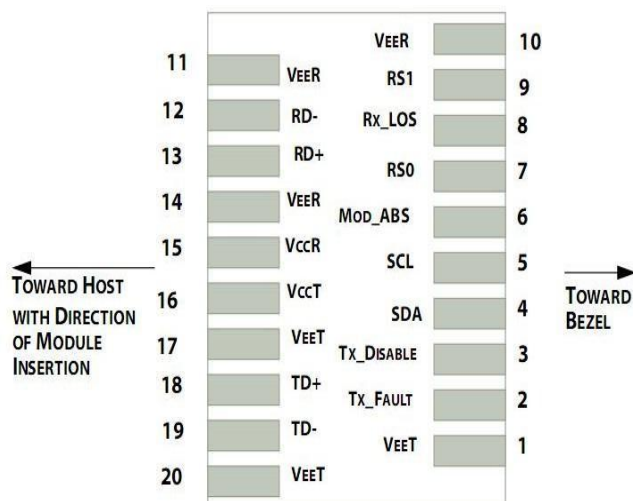 VEER 10
11 VEER
RS1 9
12 RD-
RX_LOS 8
13 RD+
RS0 7
14 VEER
MOD_ABS 6
15 VCCR
SCL 5
TOWARD HOST
WITH DIRECTION
OF MODULE
INSERTION
16 VCCT
SDA 4
TOWARD
BEZEL
17 VEET
TX_DISABLE 3
18 TD+
TX_FAULT 2
19 TD-
VEET 1
20 VEET